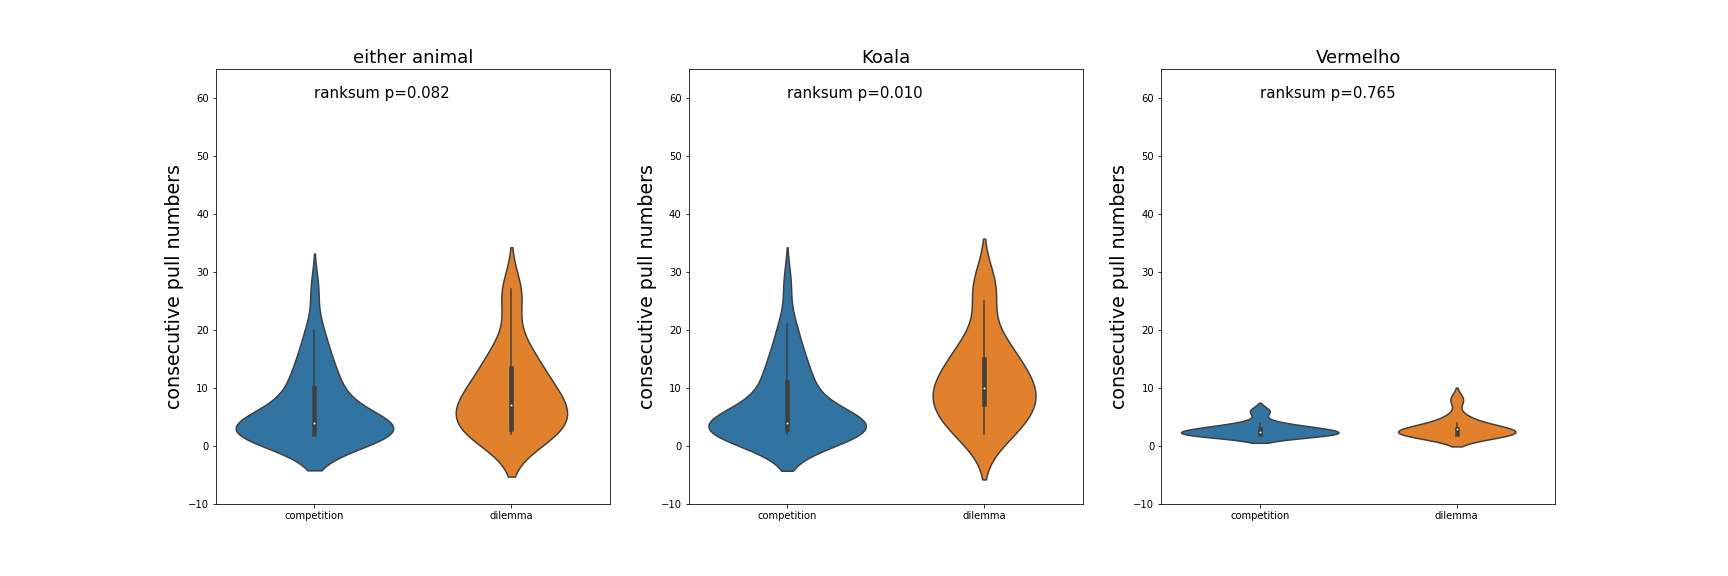 either animal
ranksum p=0.082
consecutive pull numbers
60
50
40
30
20
10
0
−10
competition dilemma
Koala
ranksum p=0.010
consecutive pull numbers
60
50
40
30
20
10
0
−10
competition dilemma
Vermelho
ranksum p=0.765
consecutive pull numbers
60
50
40
30
20
10
0
−10
competition dilemma